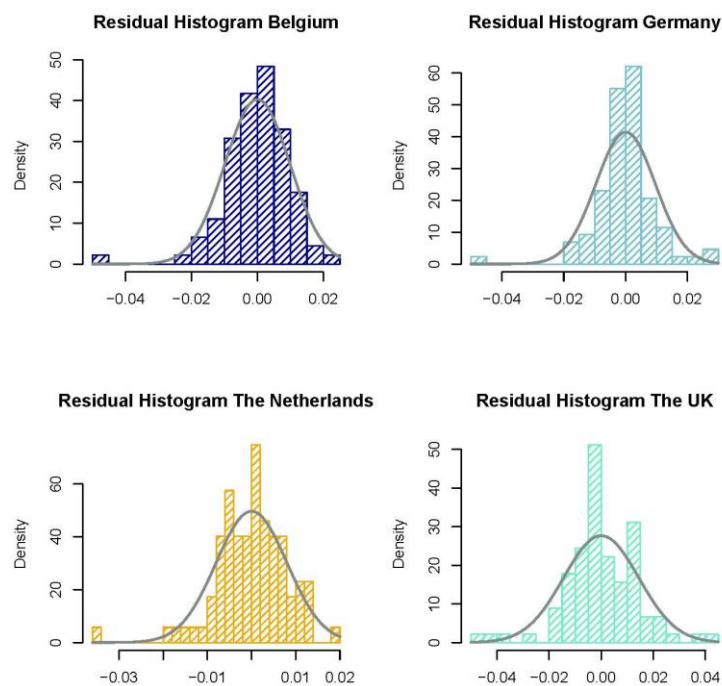 Residual Histogram Belgium
Residual Histogram Germany
Density
0 10 20 30 40 50
−0.04 −0.02 0.00 0.02
Density
0 10 20 30 40 50 60
−0.04 −0.02 0.00 0.02
Residual Histogram The Netherlands
Residual Histogram The UK
Density
0 20 40 60
−0.03 −0.01 0.01 0.02
Density
0 10 20 30 40 50
−0.04 −0.02 0.00 0.02 0.04